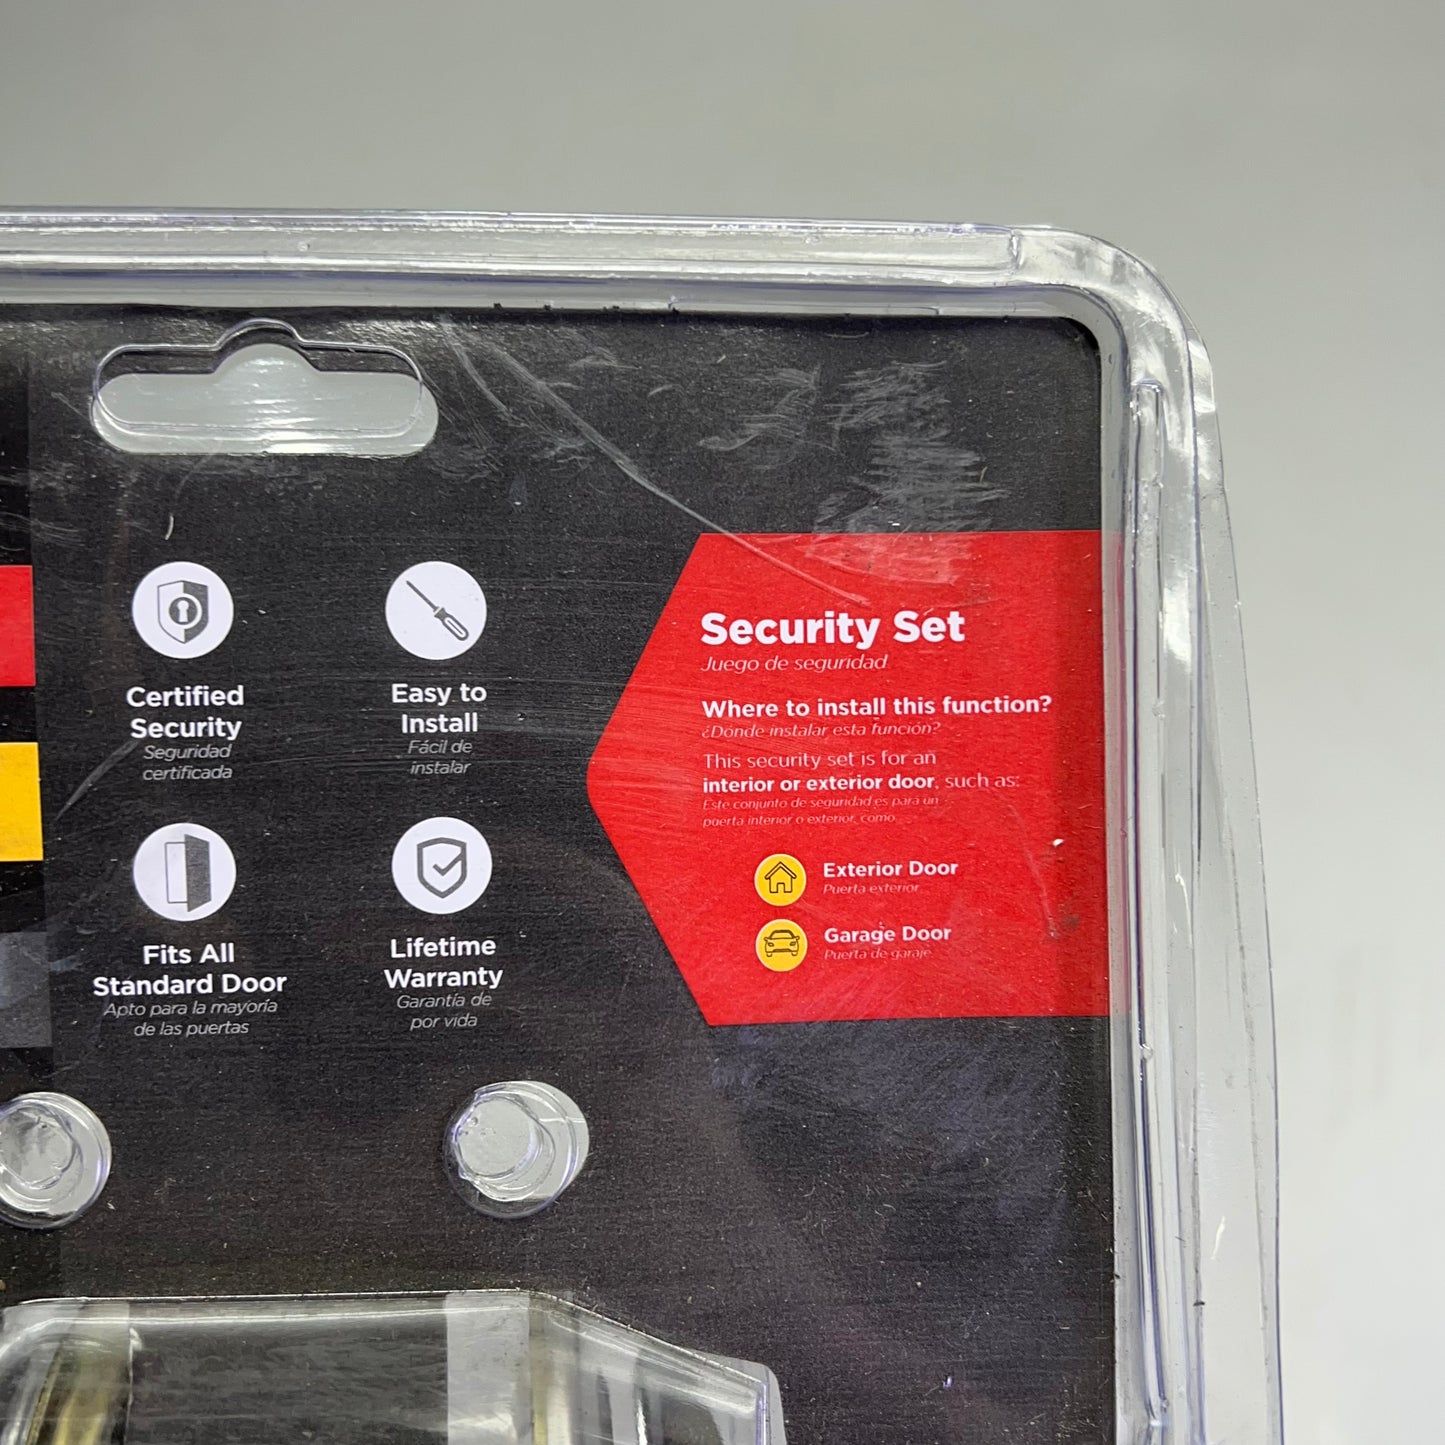 Certified
Security
Seguridad
certificada
Easy to
Install
Fácil de
instalar
Fits All
Standard Door
Apto para la mayoría
de las puertas
Lifetime
Warranty
Garantía de
por vida
Security Set
Juego de seguridad
Where to install this function?
¿Dónde instalar esta función?
This security set is for an
interior or exterior door, such as:
Este conjunto de seguridad es para un
puerta interior o exterior, como
Exterior Door
Puerta exterior
Garage Door
Puerta de garaje